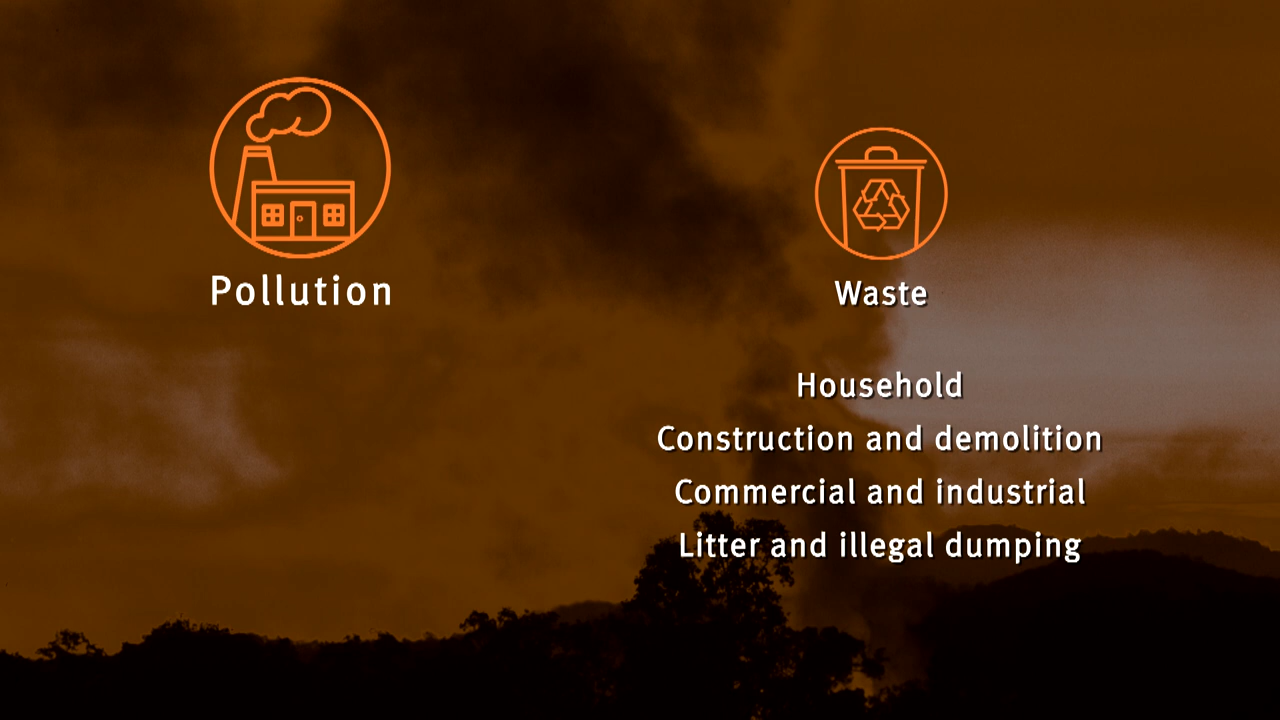 Pollution
Waste
Household
Construction and demolition
Commercial and industrial
Litter and illegal dumping